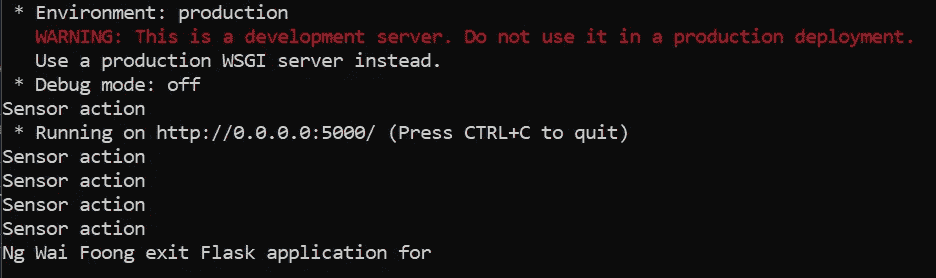 * Environment: production
WARNING: This is a development server. Do not use it in a production deployment.
Use a production WSGI server instead.
* Debug mode: off
Sensor action
* Running on http://0.0.0.0:5000/ (Press CTRL+C to quit)
Sensor action
Sensor action
Sensor action
Sensor action
Ng Wai Foong exit Flask application for